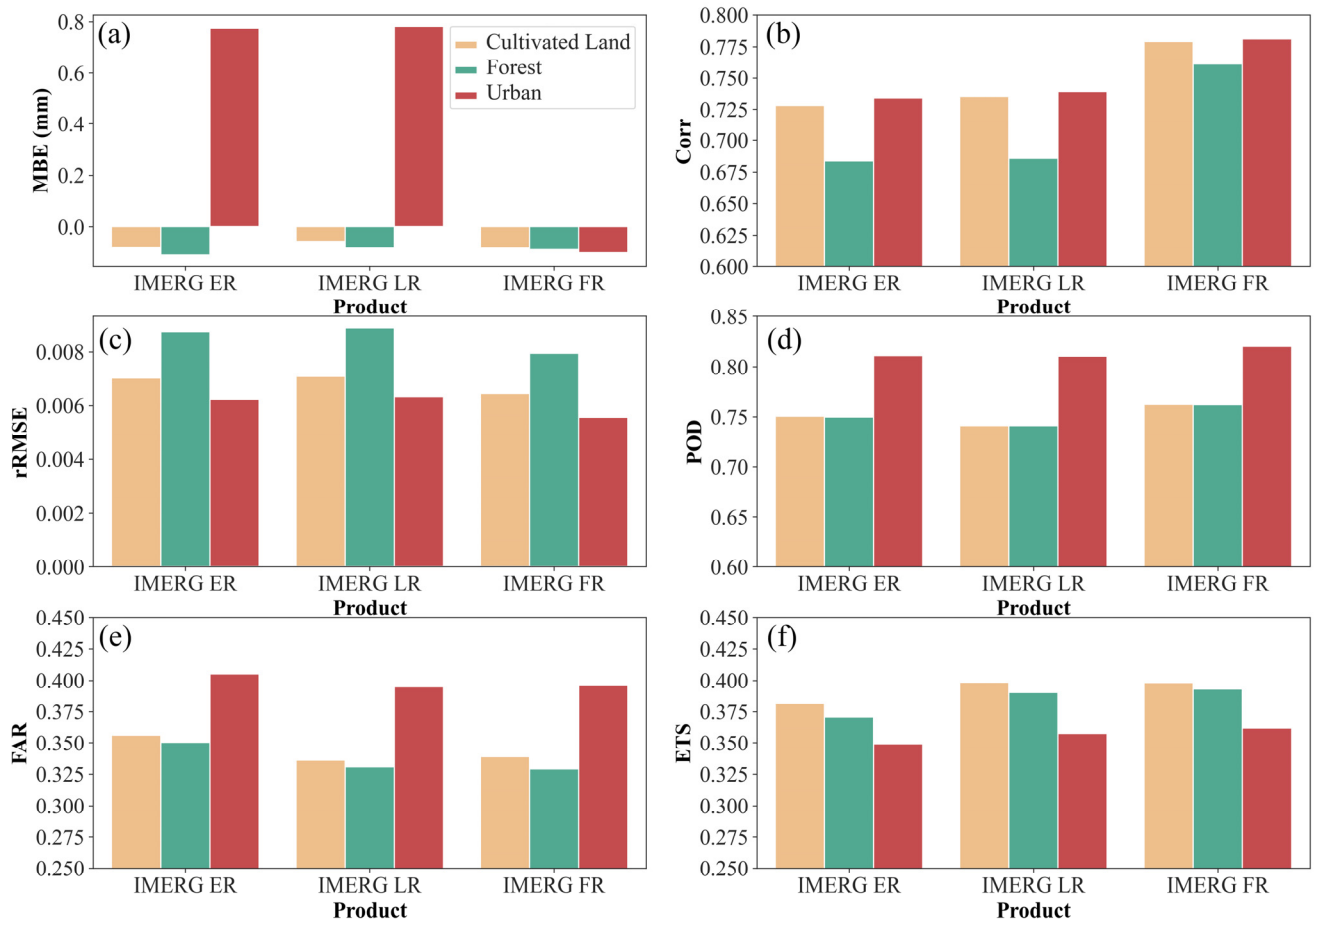 (a)
MBE (mm)
0.8
0.6
0.4
0.2
0.0
Cultivated Land
Forest
Urban
IMERG ER IMERG LR IMERG FR
Product
(b)
Corr
0.800
0.775
0.750
0.725
0.700
0.675
0.650
0.625
0.600
IMERG ER IMERG LR IMERG FR
Product
(c)
rRMSE
0.008
0.006
0.004
0.002
0.000
IMERG ER IMERG LR IMERG FR
Product
(d)
POD
0.85
0.80
0.75
0.70
0.65
0.60
IMERG ER IMERG LR IMERG FR
Product
(e)
FAR
0.450
0.425
0.400
0.375
0.350
0.325
0.300
0.275
0.250
IMERG ER IMERG LR IMERG FR
Product
(f)
ETS
0.450
0.425
0.400
0.375
0.350
0.325
0.300
0.275
0.250
IMERG ER IMERG LR IMERG FR
Product